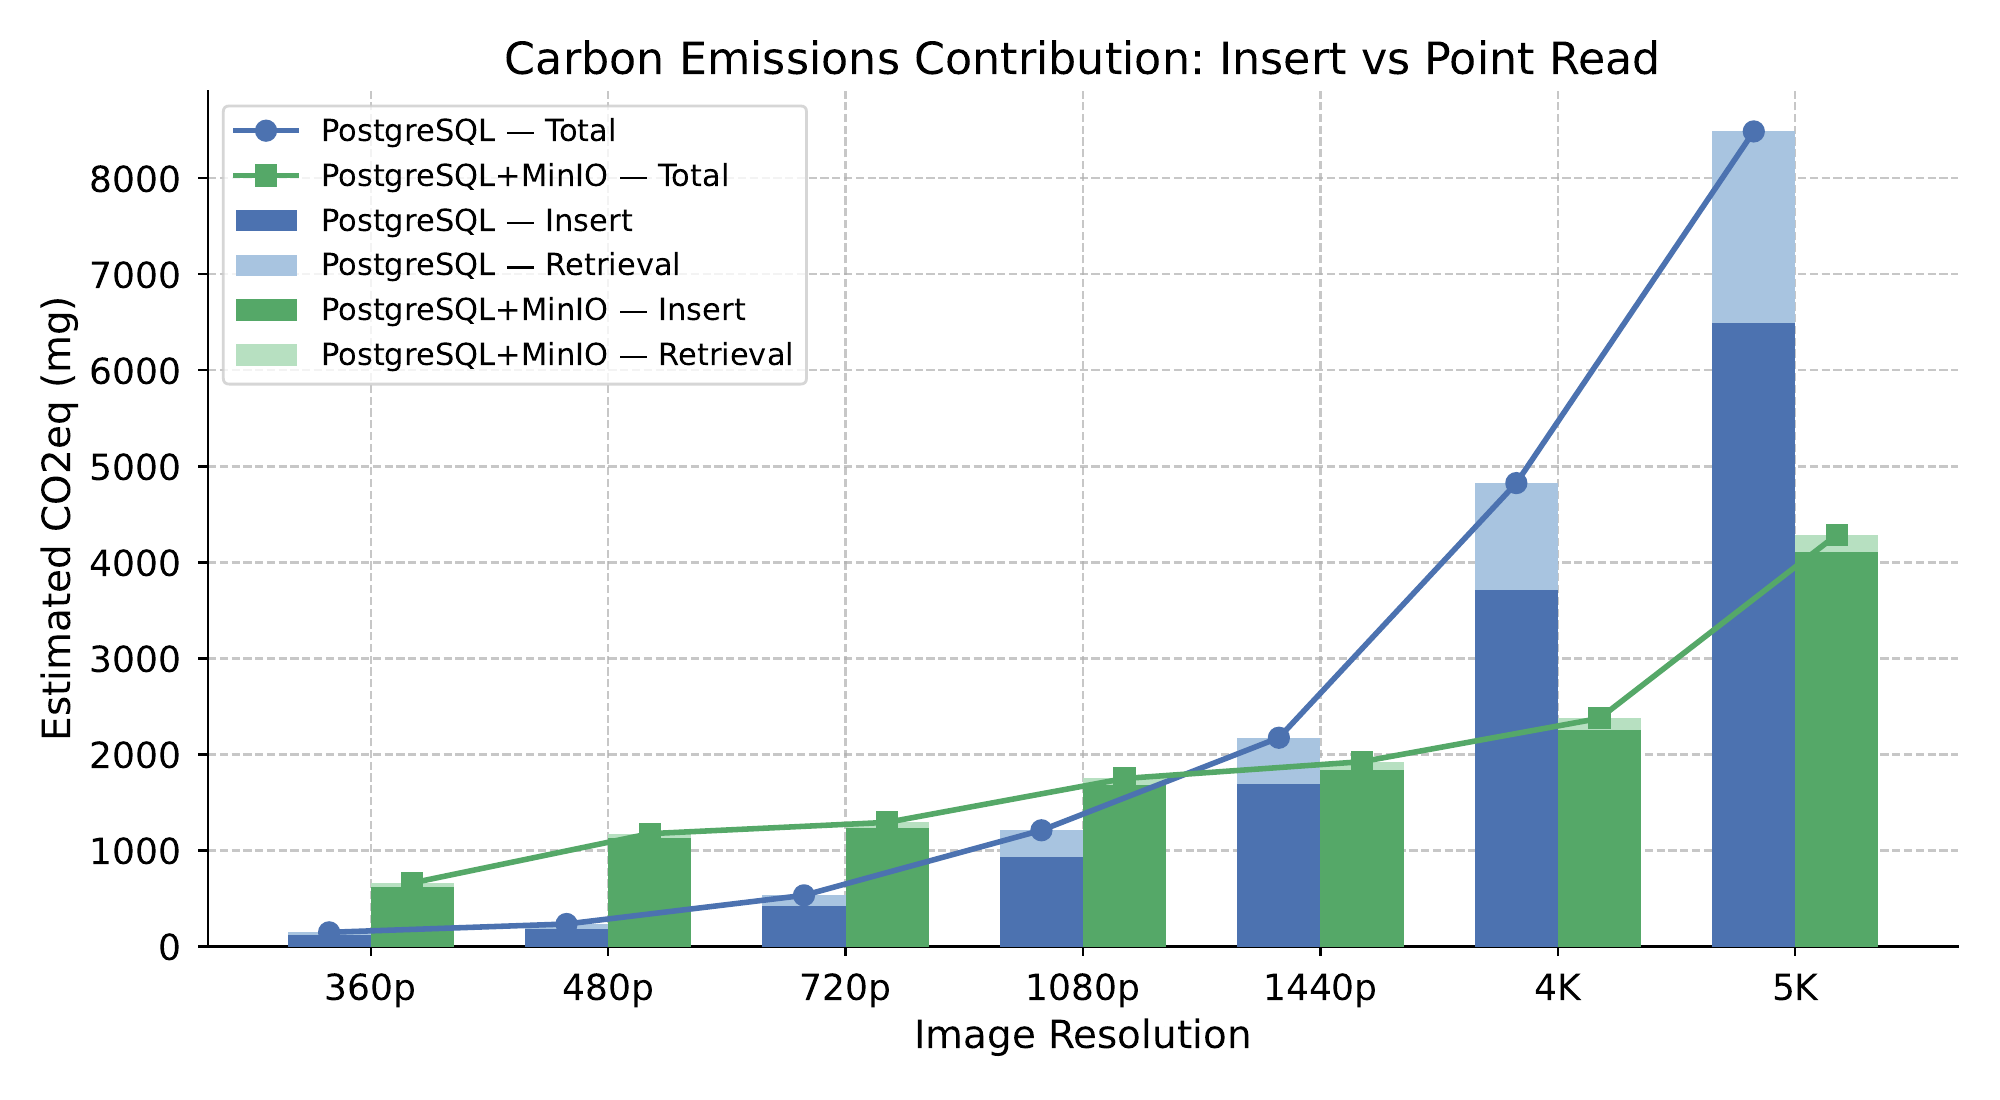 Carbon Emissions Contribution: Insert vs Point Read
PostgreSQL — Total
PostgreSQL+MinIO — Total
PostgreSQL — Insert
PostgreSQL — Retrieval
PostgreSQL+MinIO — Insert
PostgreSQL+MinIO — Retrieval
Estimated CO2eq (mg)
8000
7000
6000
5000
4000
3000
2000
1000
0
360p 480p 720p 1080p 1440p 4K 5K
Image Resolution